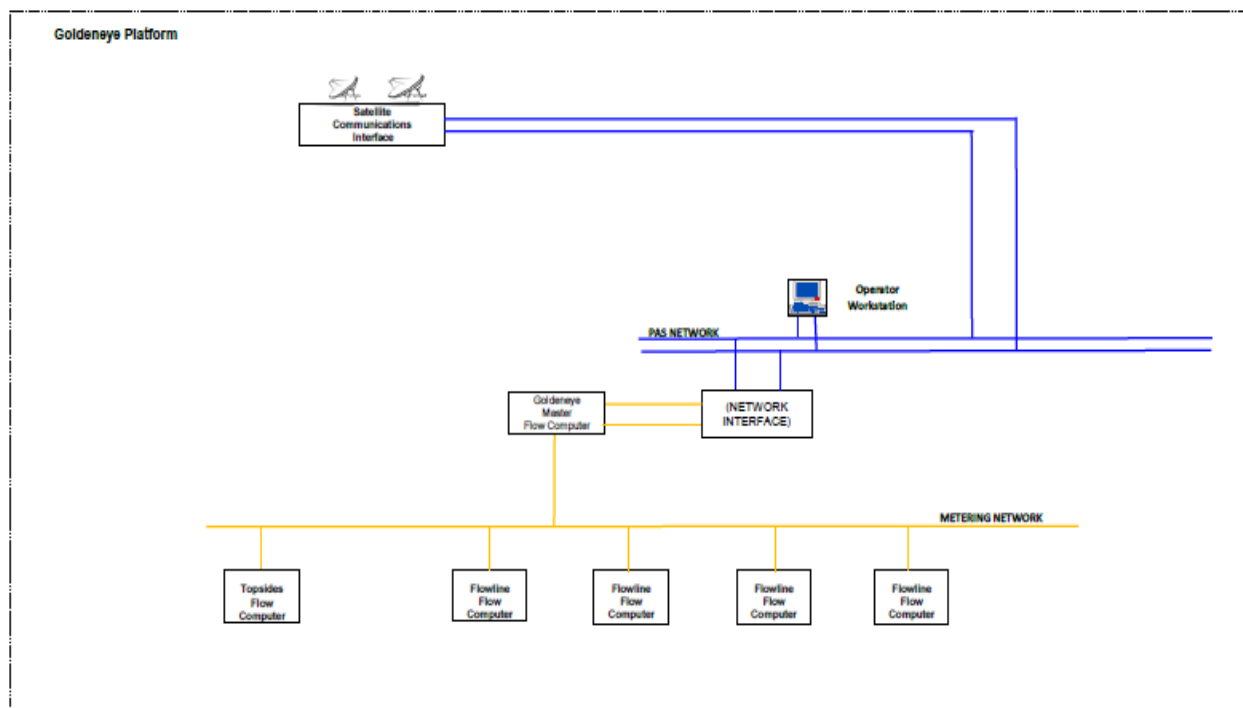 Goldeneye Platform
Satellite
Communications
Interface
Operator
Workstation
PAS NETWORK
Goldeneye
Master
Flow Computer
(NETWORK
INTERFACE)
METERING NETWORK
Topsides
Flow
Computer
Flowline
Flow
Computer
Flowline
Flow
Computer
Flowline
Flow
Computer
Flowline
Flow
Computer